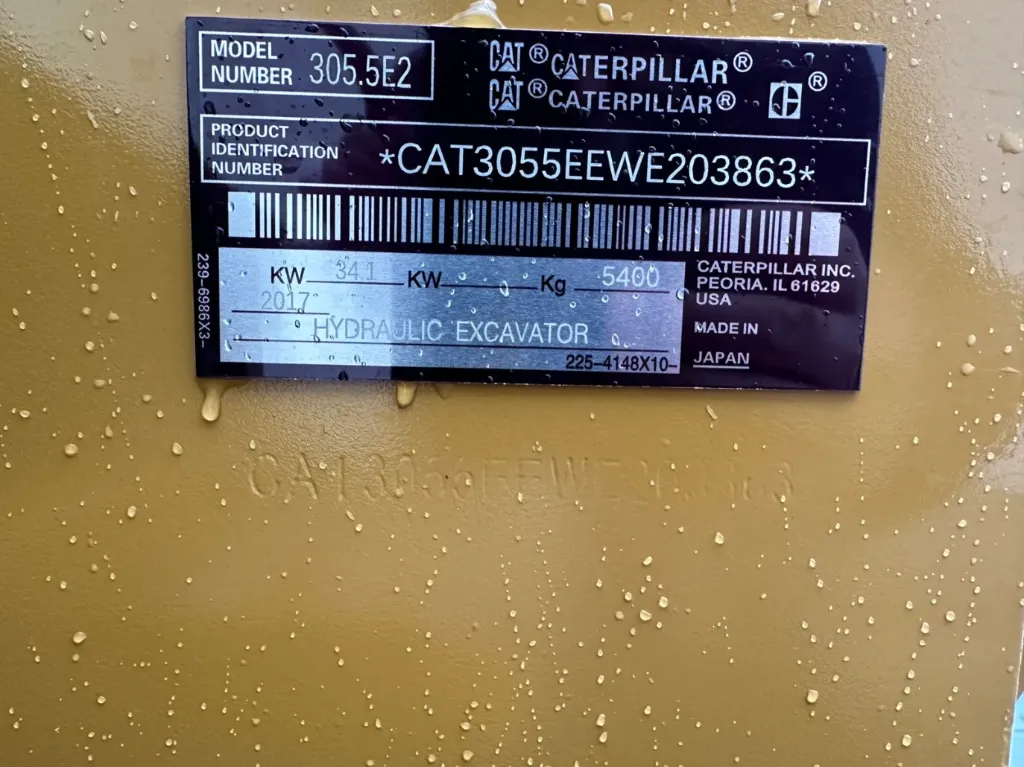 MODEL
NUMBER 305.5E2
CAT® CATERPILLAR®
CAT® CATERPILLAR®
®
PRODUCT
IDENTIFICATION
NUMBER
*CAT3055EEWE203863*
239-6986X3-
KW 34.1 KW Kg 5400
2017
HYDRAULIC EXCAVATOR
225-4148X10-
CATERPILLAR INC.
PEORIA. IL 61629
USA
MADE IN
JAPAN
CAT3055EEWE203863